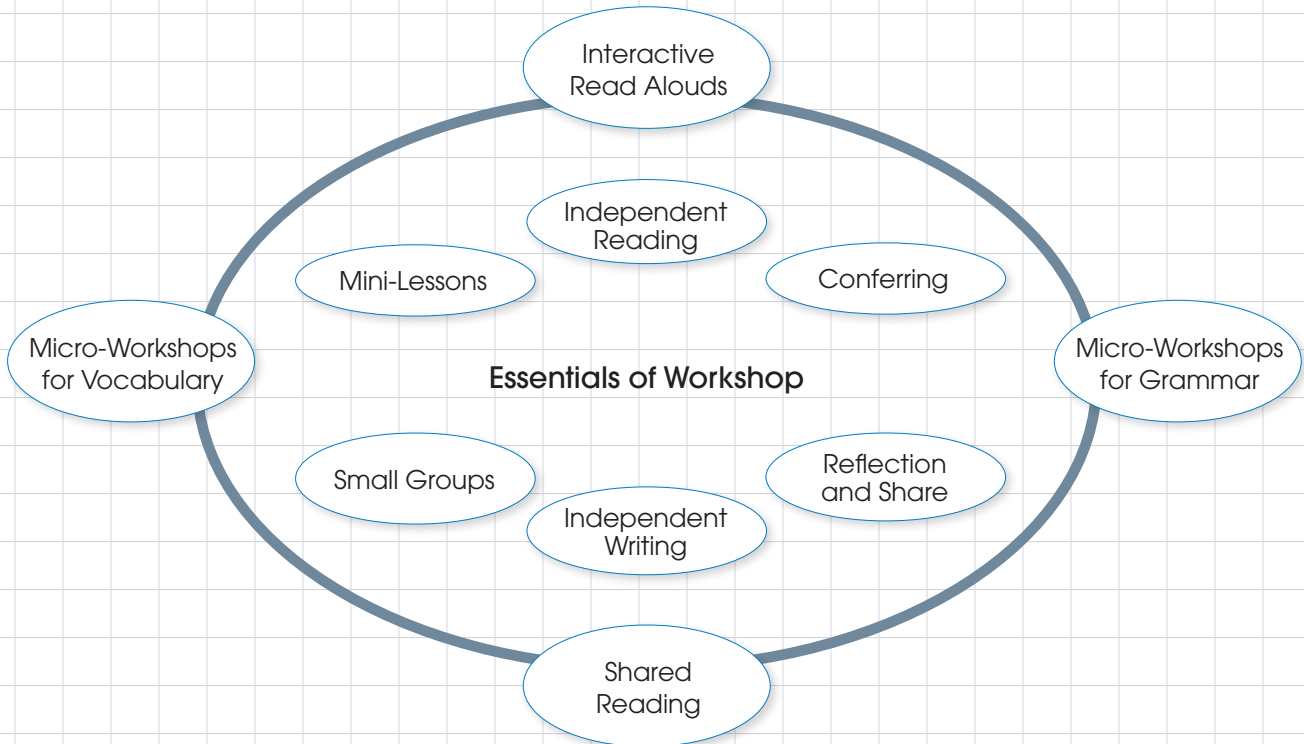 Interactive
Read Alouds
Independent
Reading
Mini-Lessons
Conferring
Micro-Workshops
for Vocabulary
Essentials of Workshop
Micro-Workshops
for Grammar
Small Groups
Reflection
and Share
Independent
Writing
Shared
Reading